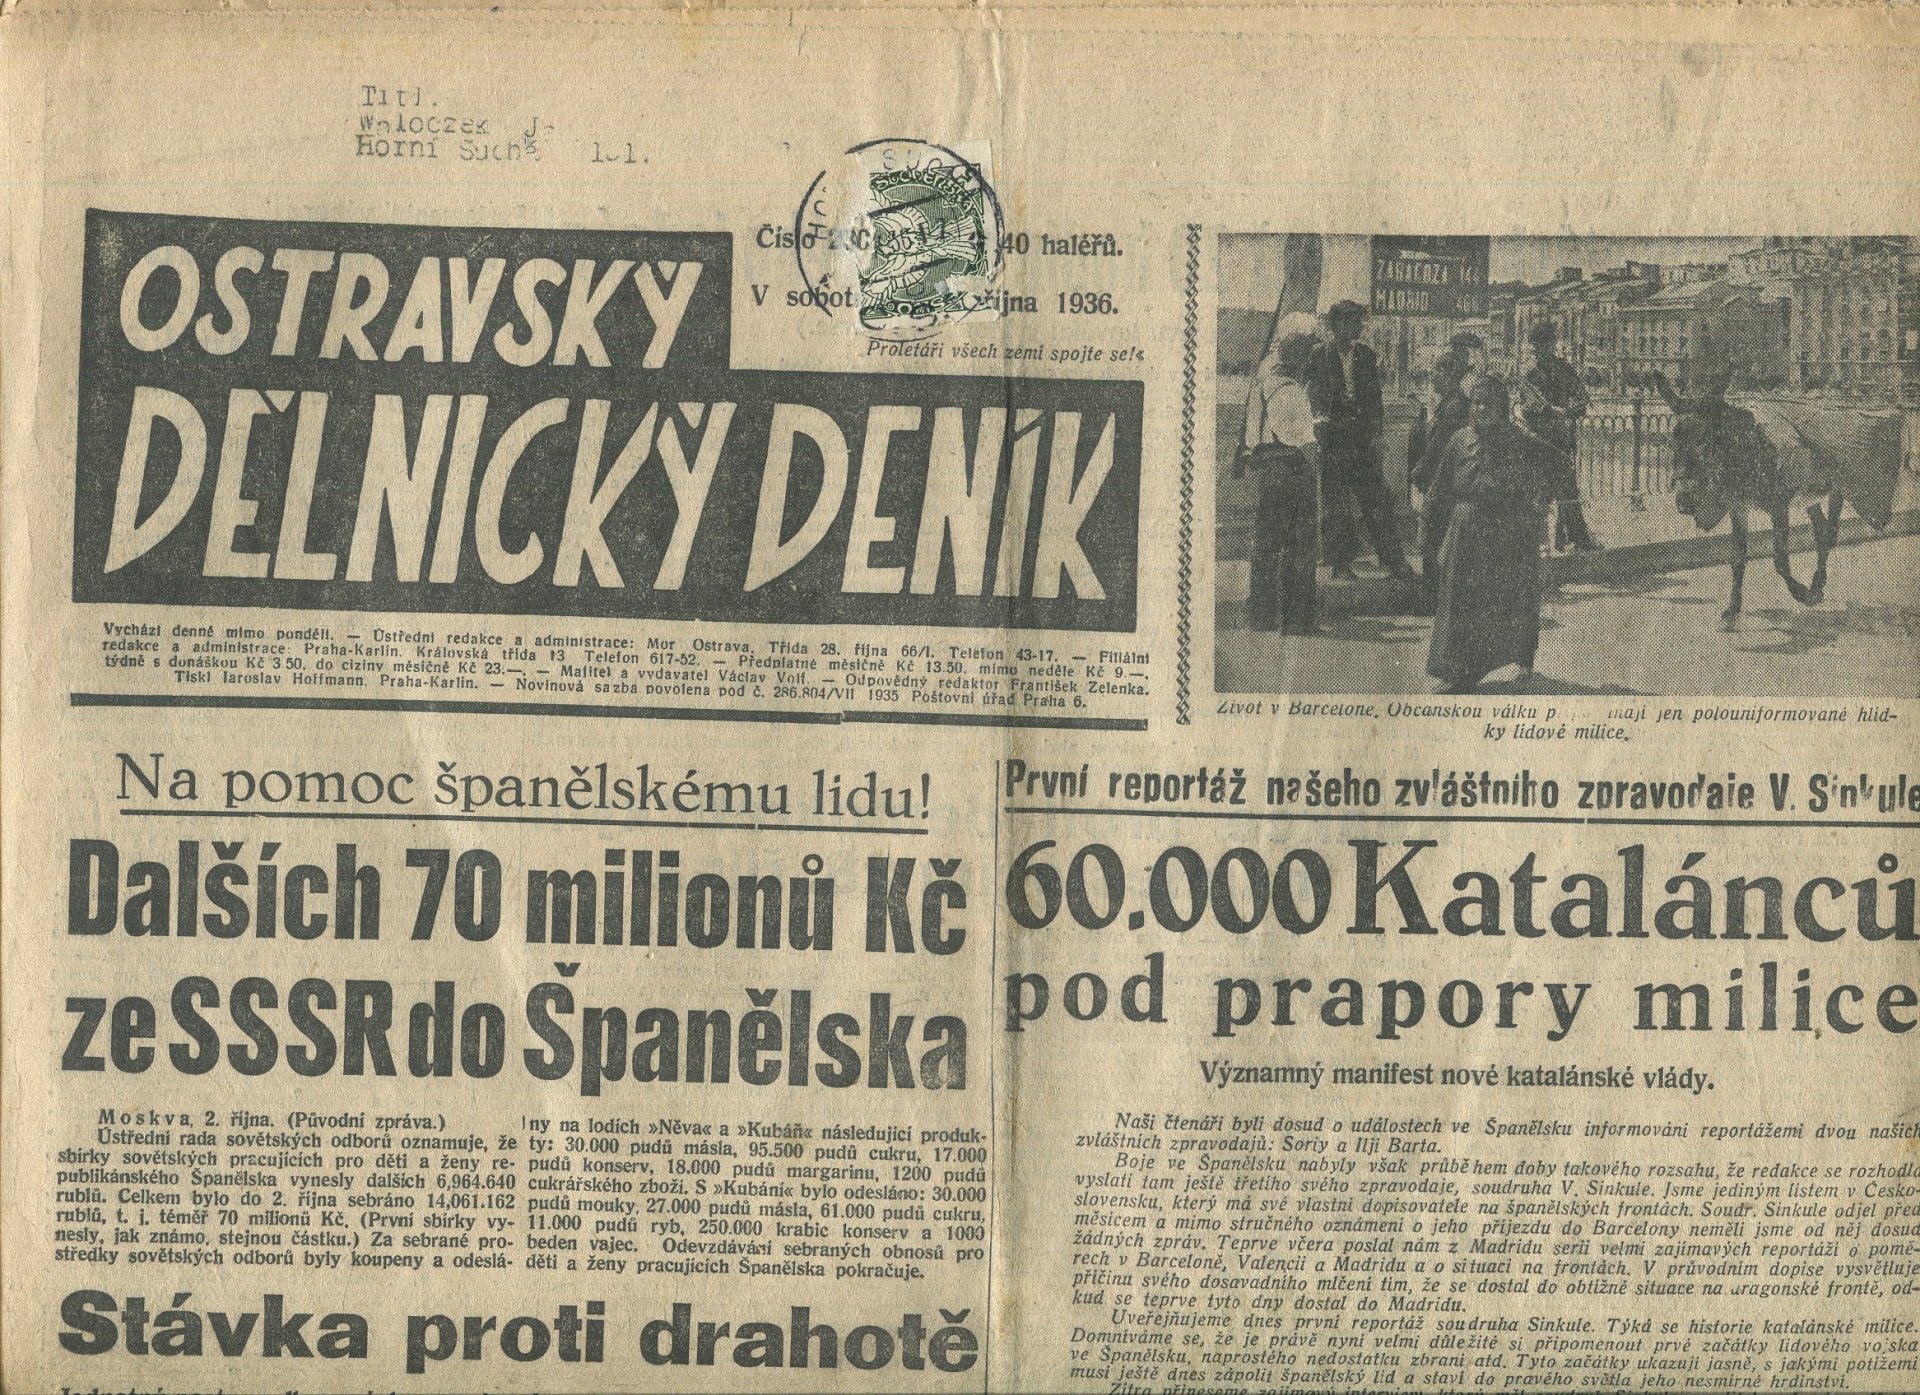 Titl.
Horní Such
Číslo 40 haléřů.
V sobot října 1936.
Proletáři všech zemí spojte se!«
OSTRAVSKÝ
DĚLNICKÝ DENÍK
Vychází denně mimo pondělí. — Ústřední redakce a administrace: Mor Ostrava, Třída 28. října 66/I. Telefon 43-17. — Filiální
redakce a administrace: Praha-Karlin. Královská třída 13 Telefon 617-52. — Předplatné měsíčně Kč 13.50. mimo neděle Kč 9.—,
týdně s donáškou Kč 3.50, do ciziny měsíčně Kč 23.—. — Majitel a vydavatel Václav Volf. — Odpovědný redaktor František Zelenka.
Tiskl Jaroslav Hoffmann, Praha-Karlin. — Novinová sazba povolena pod č. 286.804/VII 1935 Poštovní úřad Praha 6.
ZARAGOZA
MADRID
Život v Barceloně. Občanskou válku mají jen polouniformované hlíd-
ky lidové milice.
Na pomoc španělskému lidu!
Dalších 70 milionů Kč
ze SSSR do Španělska
Moskva, 2. října. (Původní zpráva.)
Ústřední rada sovětských odborů oznamuje, že
sbírky sovětských pracujících pro děti a ženy re-
publikánského Španělska vynesly dalších 6,964.640
rublů. Celkem bylo do 2. října sebráno 14,061.162
rublů, t. j. téměř 70 milionů Kč. (První sbírky vy-
nesly, jak známo, stejnou částku.) Za sebrané pro-
středky sovětských odborů byly koupeny a odeslá-
ny na lodích »Něva« a »Kubáň« následující produk-
ty: 30.000 pudů másla, 95.500 pudů cukru, 17.000
pudů konserv, 18.000 pudů margarinu, 1200 pudů
cukrářského zboží. S »Kubání« bylo odesláno: 30.000
pudů mouky, 27.000 pudů másla, 61.000 pudů cukru,
11.000 pudů ryb, 250.000 krabic konserv a 1000
beden vajec. Odevzdávání sebraných obnosů pro
děti a ženy pracujících Španělska pokračuje.
Stávka proti drahotě
První reportáž našeho zvláštního zpravodaje V. Sinkule
60.000 Katalánců
pod prapory milice
Významný manifest nové katalánské vlády.
Naši čtenáři byli dosud o událostech ve Španělsku informováni reportážemi dvou našich
zvláštních zpravodajů: Soriy a Ilji Barta.
Boje ve Španělsku nabyly však průběhem doby takového rozsahu, že redakce se rozhodla
vyslati tam ještě třetího svého zpravodaje, soudruha V. Sinkule. Jsme jediným listem v Česko-
slovensku, který má své vlastní dopisovatele na španělských frontách. Soudr. Sinkule odjel před
měsícem a mimo stručného oznámení o jeho příjezdu do Barcelony neměli jsme od něj dosud
žádných zpráv. Teprve včera poslal nám z Madridu serii velmi zajímavých reportáží o pomě-
rech v Barceloně, Valencii a Madridu a o situaci na frontách. V průvodním dopise vysvětluje
příčinu svého dosavadního mlčení tím, že se dostal do obtížné situace na aragonské frontě, od-
kud se teprve tyto dny dostal do Madridu.
Uveřejňujeme dnes první reportáž soudruha Sinkule. Týká se historie katalánské milice.
Domníváme se, že je právě nyní velmi důležité si připomenout prvé začátky lidového vojska
ve Španělsku, naprostého nedostatku zbraní atd. Tyto začátky ukazují jasně, s jakými potížemi
musí ještě dnes zápolit španělský lid a staví do pravého světla jeho nesmírné hrdinství.
Zítra přineseme zajímavý interview